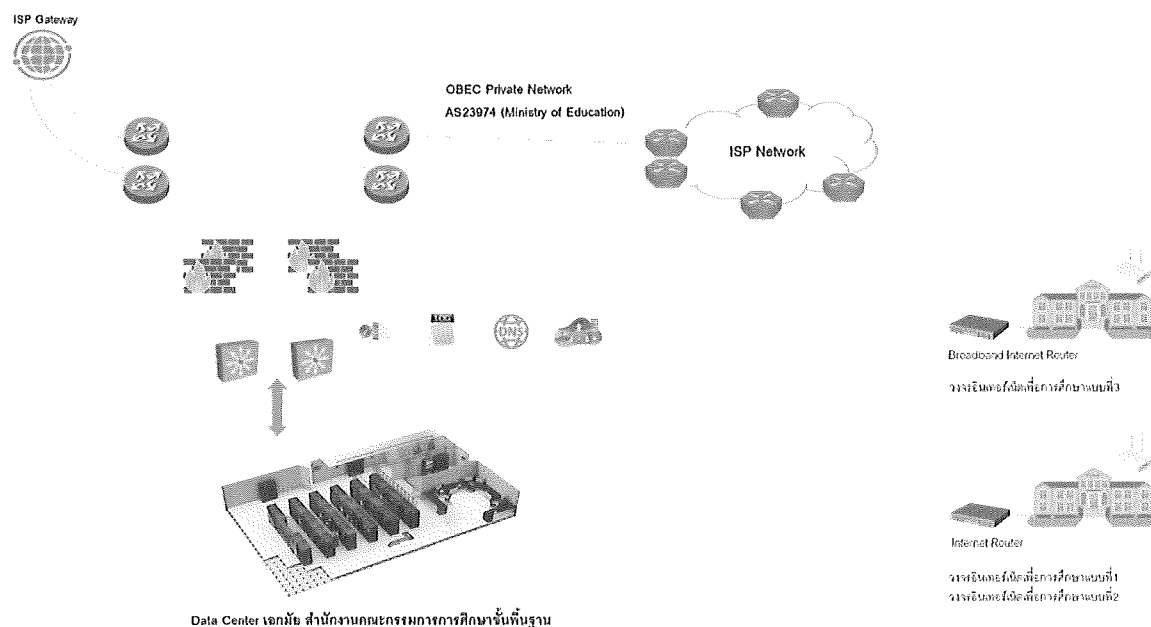 ISP Gateway
OBEC Private Network
AS23974 (Ministry of Education)
ISP Network
LOG
DNS
Broadband Internet Router
วงจรอินเทอร์เน็ตเพื่อการศึกษาแบบที่3
Internet Router
วงจรอินเทอร์เน็ตเพื่อการศึกษาแบบที่1
วงจรอินเทอร์เน็ตเพื่อการศึกษาแบบที่2
Data Center เอกมัย สำนักงานคณะกรรมการการศึกษาขั้นพื้นฐาน